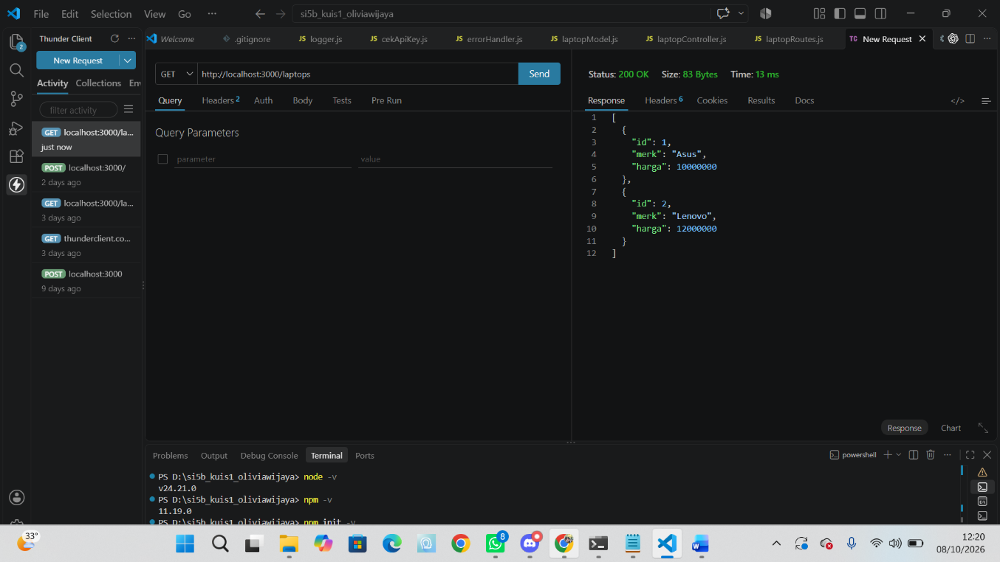 File Edit Selection View Go ··· si5b_kuis1_oliviawijaya
Thunder Client ···
Welcome .gitignore JS logger.js JS cekApiKey.js JS errorHandler.js JS laptopModel.js JS laptopController.js JS laptopRoutes.js TC New Request ···
New Request
Activity Collections En
filter activity
GET localhost:3000/la...
just now
POST localhost:3000/
2 days ago
GET localhost:3000/la...
3 days ago
GET thunderclient.co...
3 days ago
POST localhost:3000
9 days ago
2
GET http://localhost:3000/laptops Send
Query Headers 2 Auth Body Tests Pre Run
Query Parameters
parameter value
Status: 200 OK Size: 83 Bytes Time: 13 ms
Response Headers 6 Cookies Results Docs </>
1 [
2 {
3 "id": 1,
4 "merk": "Asus",
5 "harga": 10000000
6 },
7 {
8 "id": 2,
9 "merk": "Lenovo",
10 "harga": 12000000
11 }
12 ]
Response Chart
Problems Output Debug Console Terminal Ports powershell ···
PS D:\si5b_kuis1_oliviawijaya> node -v
v24.21.0
PS D:\si5b_kuis1_oliviawijaya> npm -v
11.19.0
PS D:\si5b_kuis1_oliviawijaya> npm init -y
33°
8
12:20
08/10/2026